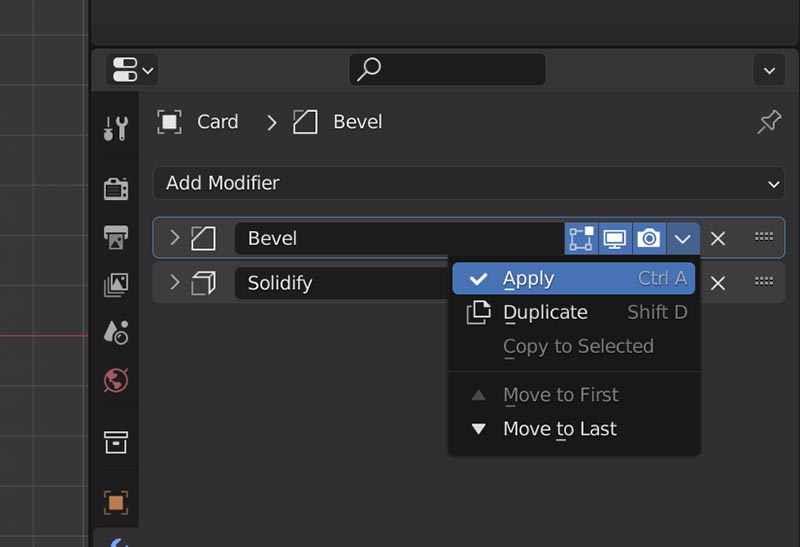 Card > Bevel
Add Modifier
Bevel
Solidify
Apply Ctrl A
Duplicate Shift D
Copy to Selected
Move to First
Move to Last